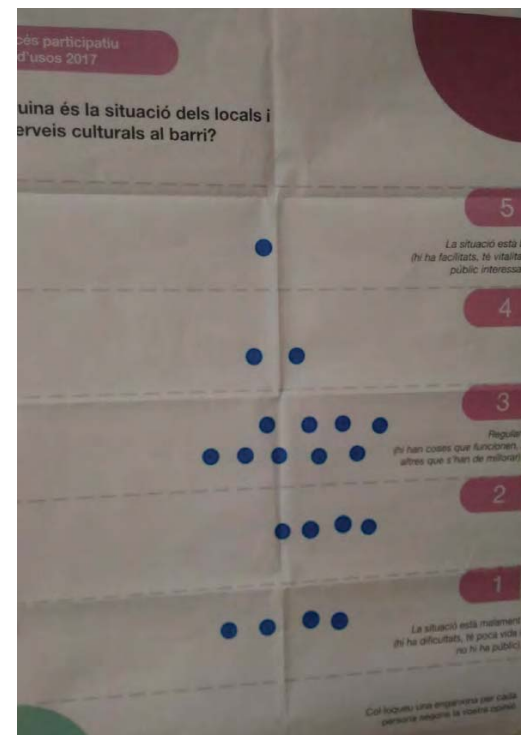 cés participatiu
d'usos 2017
uina és la situació dels locals i
erveis culturals al barri?
5
La situació està
(hi ha facilitats, té vitalita
públic interessa
4
3
Regular
(hi han coses que funcionen,
altres que s'han de millorar)
2
1
La situació està malament
(hi ha dificultats, té poca vida
no hi ha públic)
Col·loqueu una enganxina per cada
persona segons la vostra opinió.